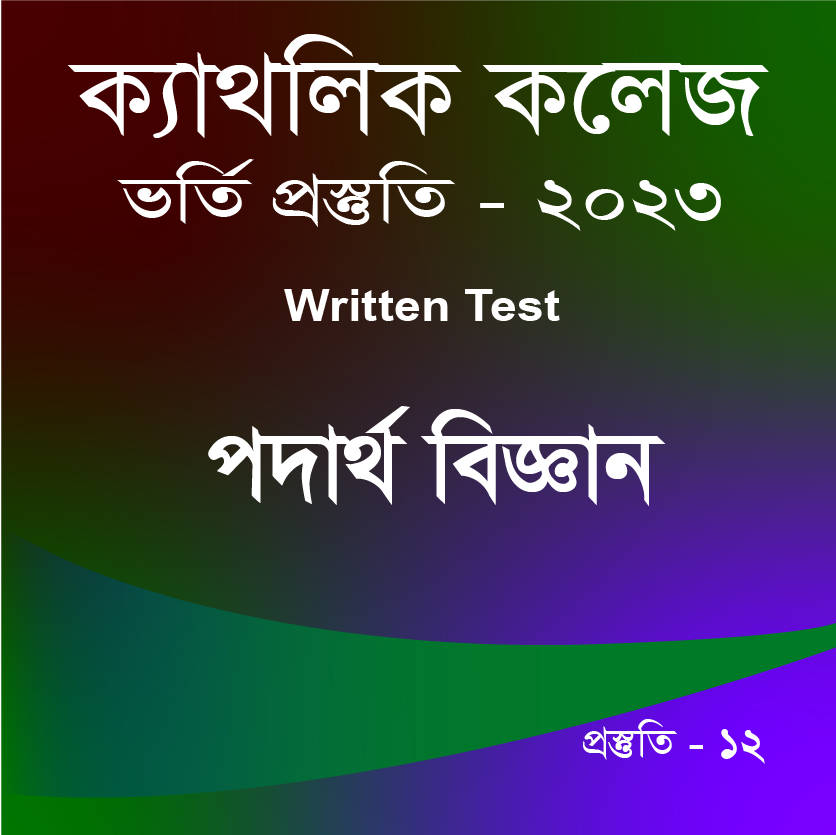 ক্যাথলিক কলেজ
ভর্তি প্রস্তুতি - ২০২৩
Written Test
পদার্থ বিজ্ঞান
প্রস্তুতি - ১২